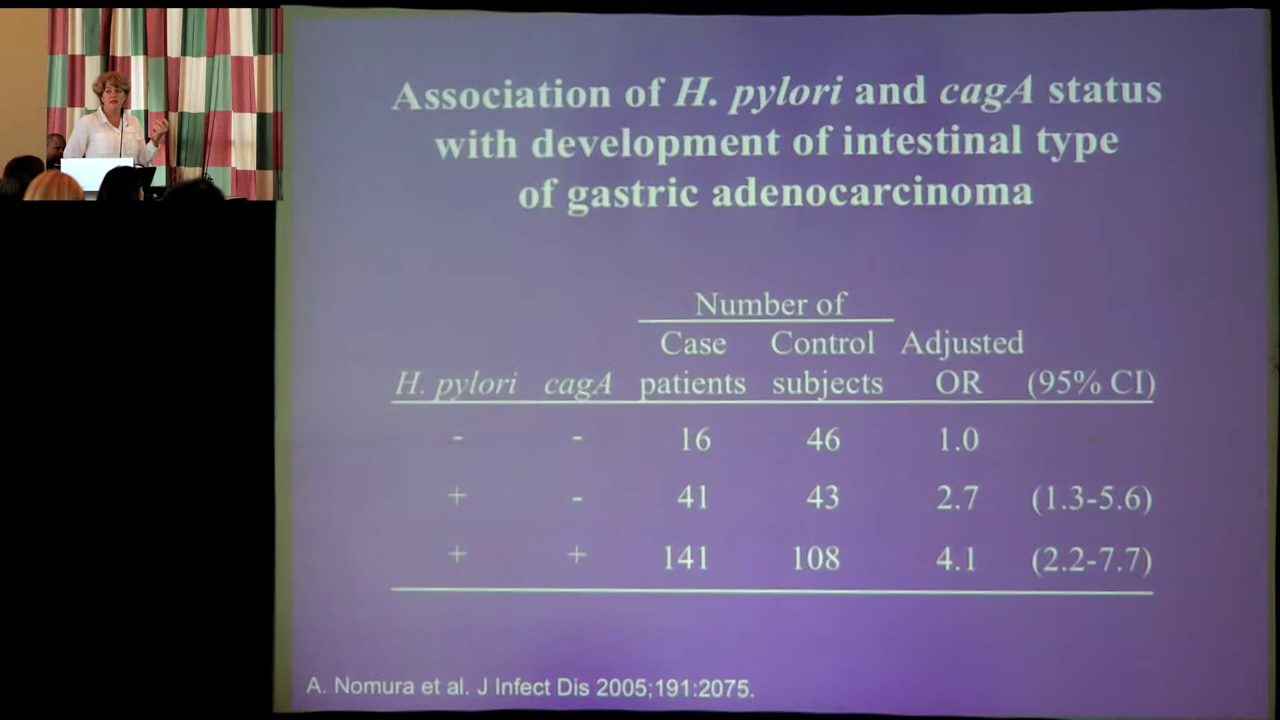 Association of H. pylori and cagA status
with development of intestinal type
of gastric adenocarcinoma
Number of
Case Control Adjusted
H. pylori cagA patients subjects OR (95% CI)
- - 16 46 1.0
+ - 41 43 2.7 (1.3-5.6)
+ + 141 108 4.1 (2.2-7.7)
A. Nomura et al. J Infect Dis 2005;191:2075.